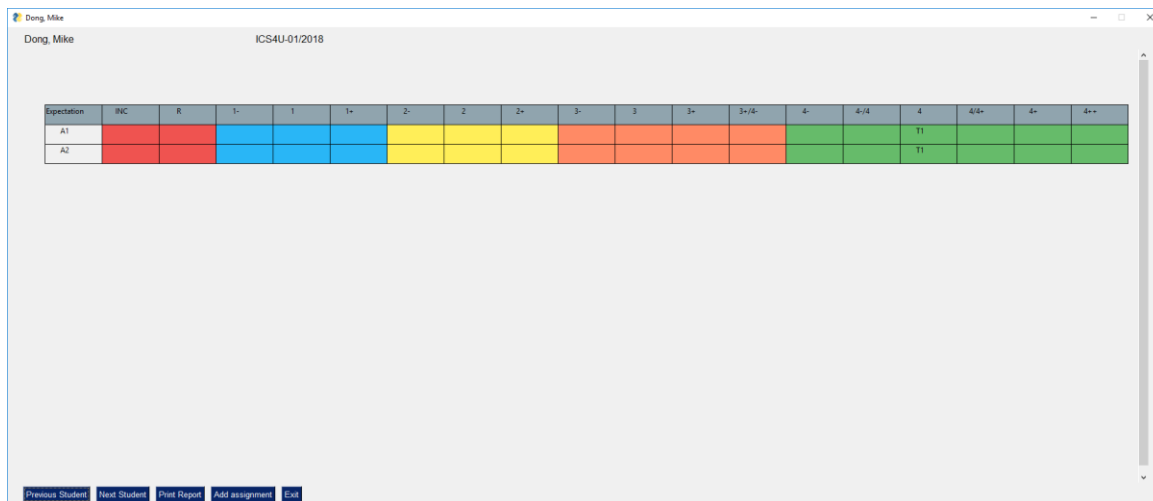 Dong, Mike
Dong, Mike ICS4U-01/2018
Expectation INC R 1- 1 1+ 2- 2 2+ 3- 3 3+ 3+/4- 4- 4-/4 4 4/4+ 4+ 4++
A1 T1
A2 T1
Previous Student Next Student Print Report Add assignment Exit